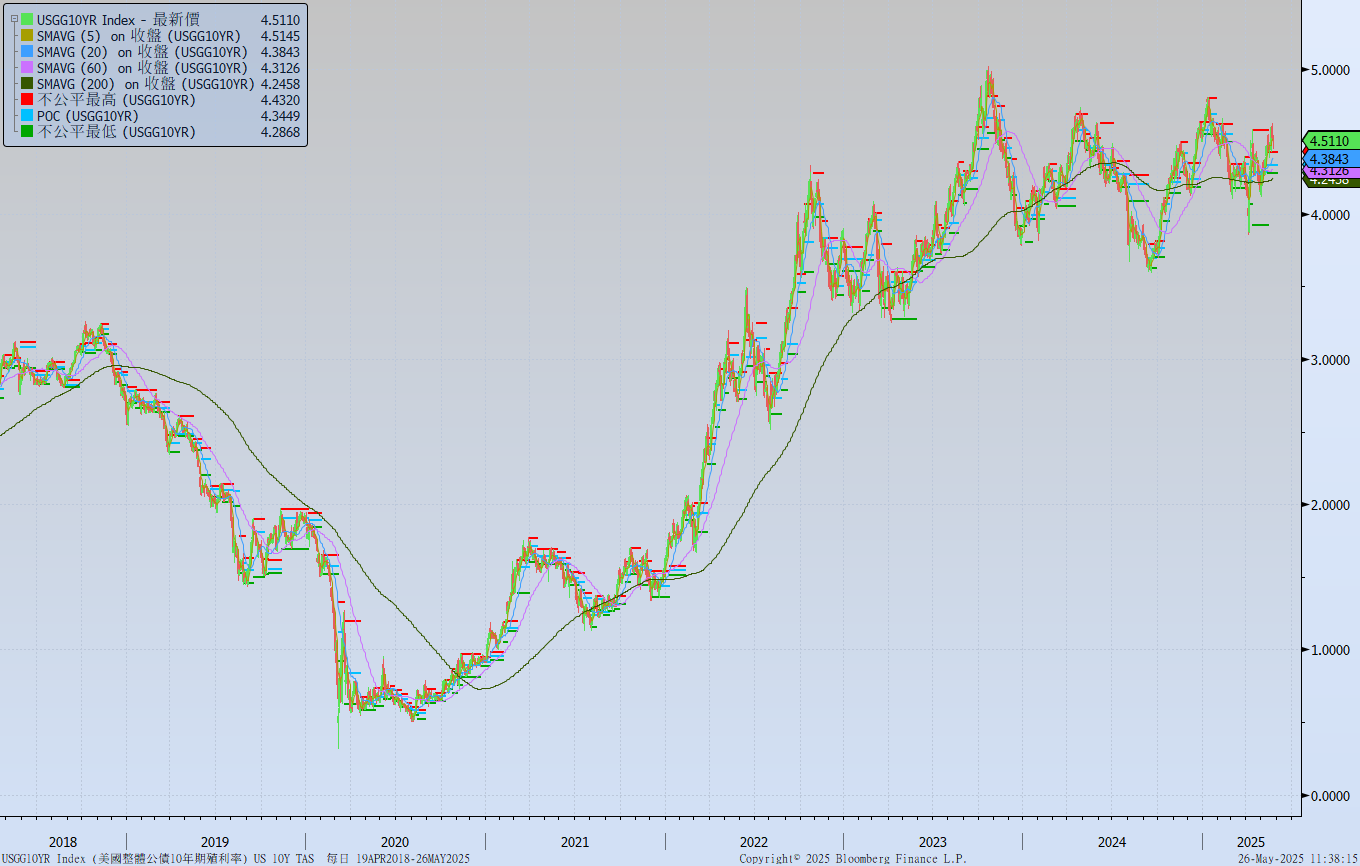 USGG10YR Index - 最新價 4.5110
SMAVG (5) on 收盤 (USGG10YR) 4.5145
SMAVG (20) on 收盤 (USGG10YR) 4.3843
SMAVG (60) on 收盤 (USGG10YR) 4.3126
SMAVG (200) on 收盤 (USGG10YR) 4.2458
不公平最高 (USGG10YR) 4.4320
POC (USGG10YR) 4.3449
不公平最低 (USGG10YR) 4.2868
5.0000
4.5110
4.3843
4.3126
4.2458
4.0000
3.0000
2.0000
1.0000
0.0000
2018 2019 2020 2021 2022 2023 2024 2025
USGG10YR Index (美國整體公債10年期殖利率) US 10Y TAS 每日 19APR2018-26MAY2025 Copyright© 2025 Bloomberg Finance L.P. 26-May-2025 11:38:15